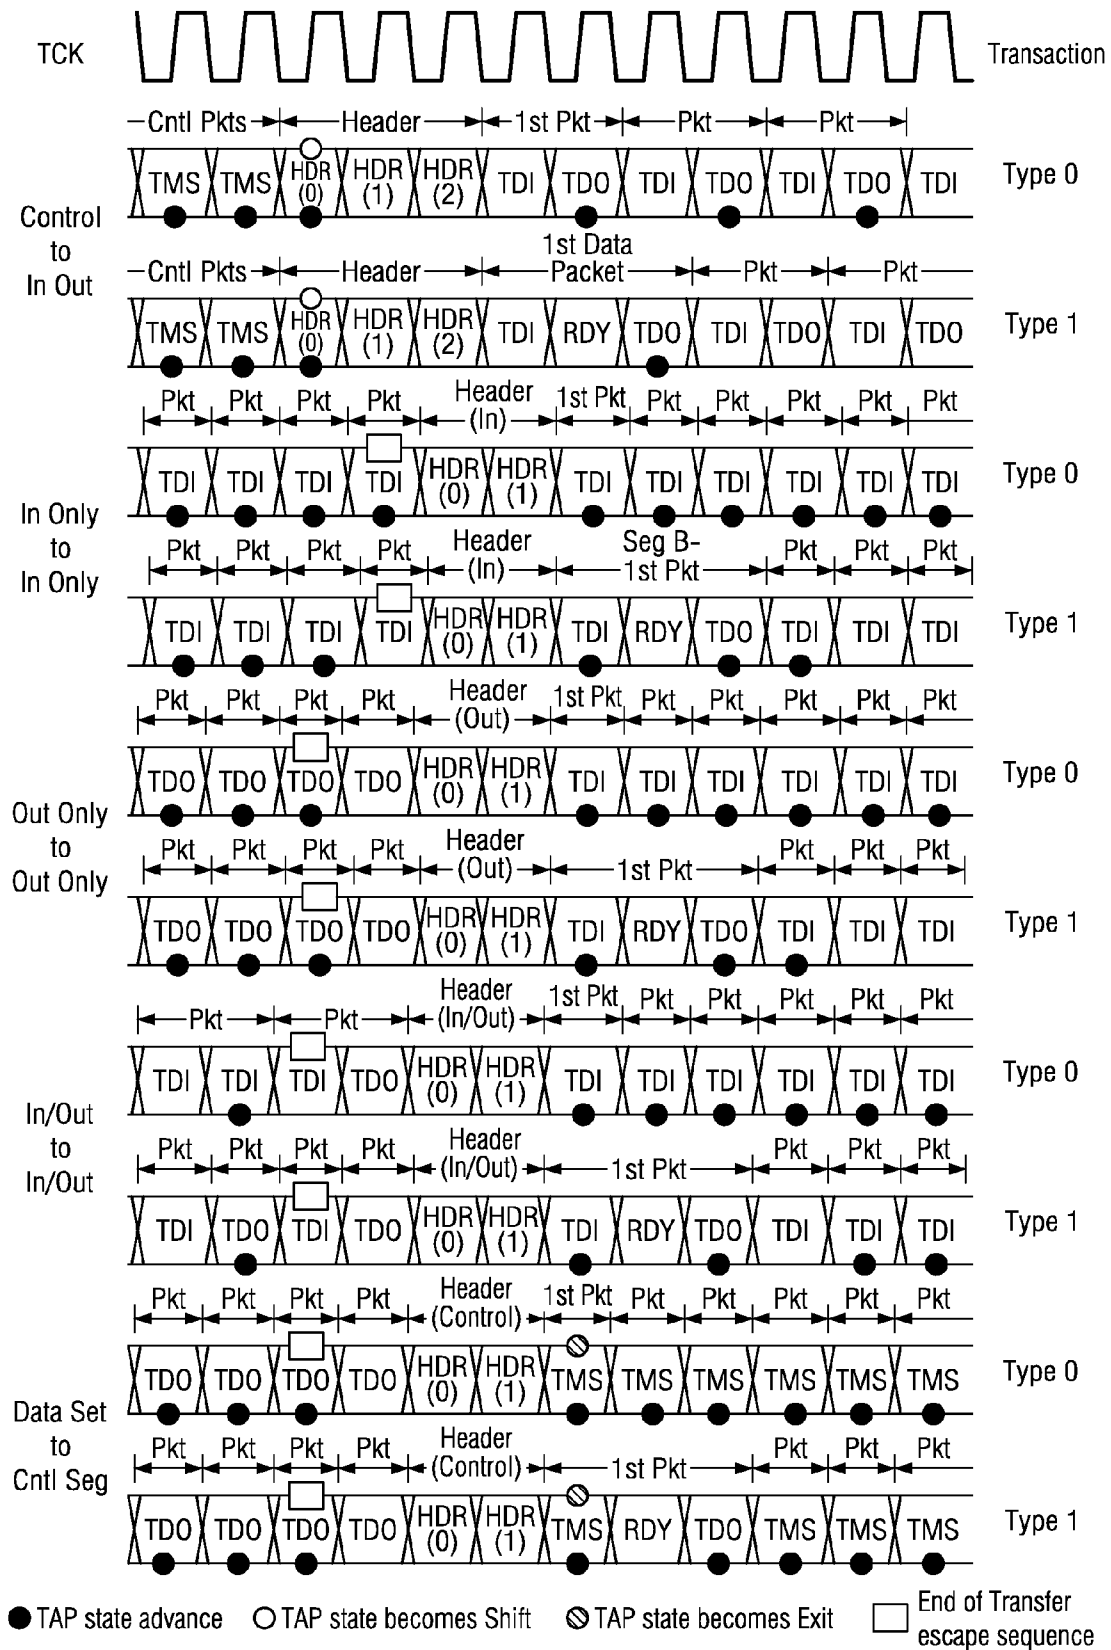 TCK
Transaction
Cntl Pkts Header 1st Pkt Pkt Pkt
TMS TMS HDR (0) HDR (1) HDR (2) TDI TDO TDI TDO TDI TDO TDI
Type 0
Control
to
In Out
Cntl Pkts Header 1st Data Packet Pkt Pkt
TMS TMS HDR (0) HDR (1) HDR (2) TDI RDY TDO TDI TDO TDI TDO
Type 1
Pkt Pkt Pkt Pkt Header (In) 1st Pkt Pkt Pkt Pkt Pkt Pkt
TDI TDI TDI TDI HDR (0) HDR (1) TDI TDI TDI TDI TDI TDI
Type 0
In Only
to
In Only
Pkt Pkt Pkt Pkt Header (In) Seg B- 1st Pkt Pkt Pkt Pkt
TDI TDI TDI TDI HDR (0) HDR (1) TDI RDY TDO TDI TDI TDI
Type 1
Pkt Pkt Pkt Pkt Header (Out) 1st Pkt Pkt Pkt Pkt Pkt Pkt
TDO TDO TDO TDO HDR (0) HDR (1) TDI TDI TDI TDI TDI TDI
Type 0
Out Only
to
Out Only
Pkt Pkt Pkt Pkt Header (Out) 1st Pkt Pkt Pkt Pkt
TDO TDO TDO TDO HDR (0) HDR (1) TDI RDY TDO TDI TDI TDI
Type 1
Pkt Pkt Header (In/Out) 1st Pkt Pkt Pkt Pkt Pkt Pkt
TDI TDI TDI TDO HDR (0) HDR (1) TDI TDI TDI TDI TDI TDI
Type 0
In/Out
to
In/Out
Pkt Pkt Pkt Pkt Header (In/Out) 1st Pkt Pkt Pkt Pkt
TDI TDO TDI TDO HDR (0) HDR (1) TDI RDY TDO TDI TDI TDI
Type 1
Pkt Pkt Pkt Pkt Header (Control) 1st Pkt Pkt Pkt Pkt Pkt Pkt
TDO TDO TDO TDO HDR (0) HDR (1) TMS TMS TMS TMS TMS TMS
Type 0
Data Set
to
Cntl Seg
Pkt Pkt Pkt Pkt Header (Control) 1st Pkt Pkt Pkt Pkt
TDO TDO TDO TDO HDR (0) HDR (1) TMS RDY TDO TMS TMS TMS
Type 1
TAP state advance
TAP state becomes Shift
TAP state becomes Exit
End of Transfer
escape sequence